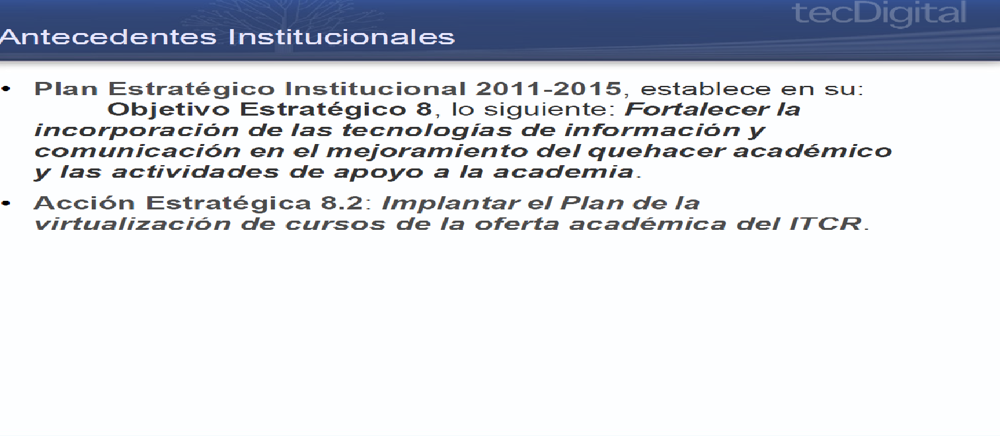 tecDigital
Antecedentes Institucionales
• Plan Estratégico Institucional 2011-2015, establece en su:
Objetivo Estratégico 8, lo siguiente: Fortalecer la
incorporación de las tecnologías de información y
comunicación en el mejoramiento del quehacer académico
y las actividades de apoyo a la academia.
• Acción Estratégica 8.2: Implantar el Plan de la
virtualización de cursos de la oferta académica del ITCR.